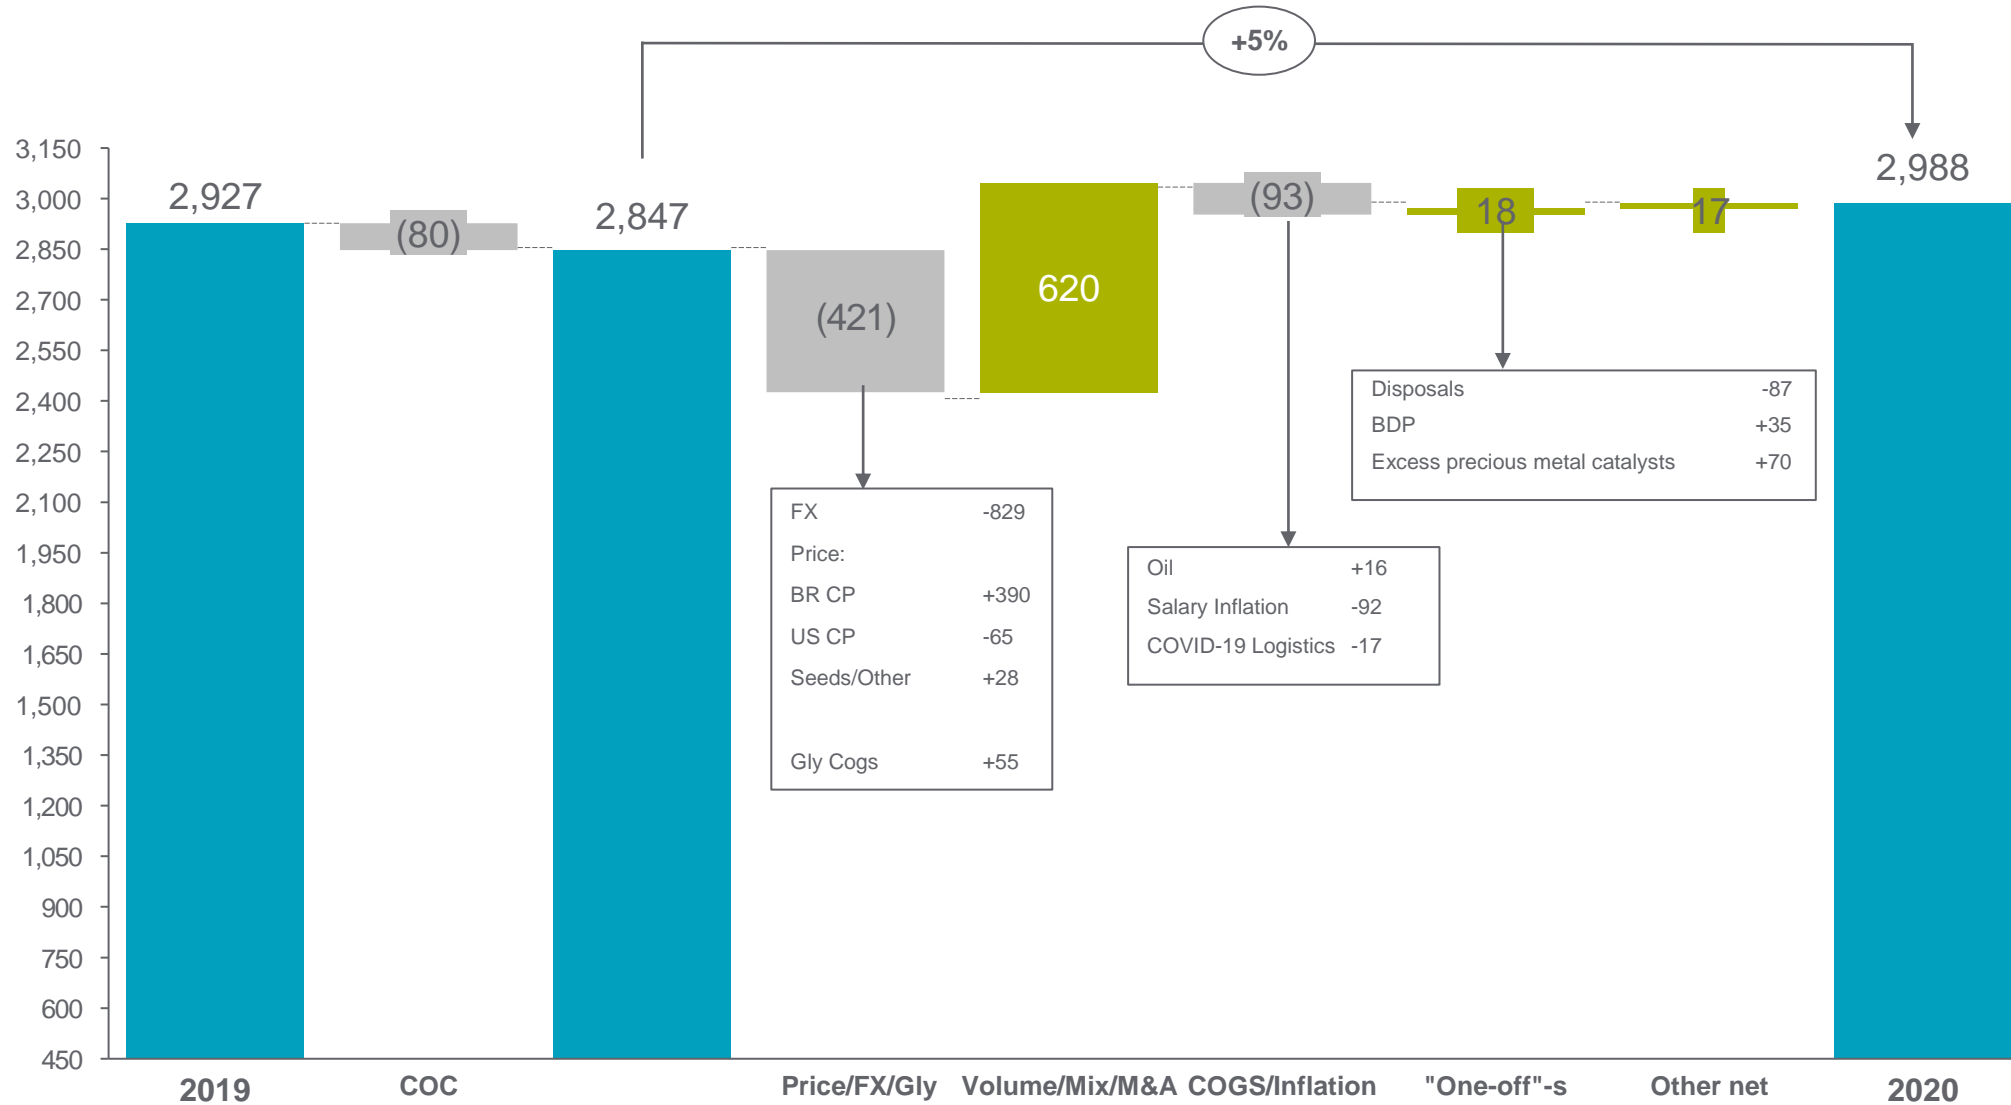 +5%
3,150
3,000
2,850
2,700
2,550
2,400
2,250
2,100
1,950
1,800
1,650
1,500
1,350
1,200
1,050
900
750
600
450
2,927
(80)
2,847
(421)
620
(93)
18
17
2,988
FX -829
Price:
BR CP +390
US CP -65
Seeds/Other +28
Gly Cogs +55
Oil +16
Salary Inflation -92
COVID-19 Logistics -17
Disposals -87
BDP +35
Excess precious metal catalysts +70
2019 COC Price/FX/Gly Volume/Mix/M&A COGS/Inflation "One-off"-s Other net 2020